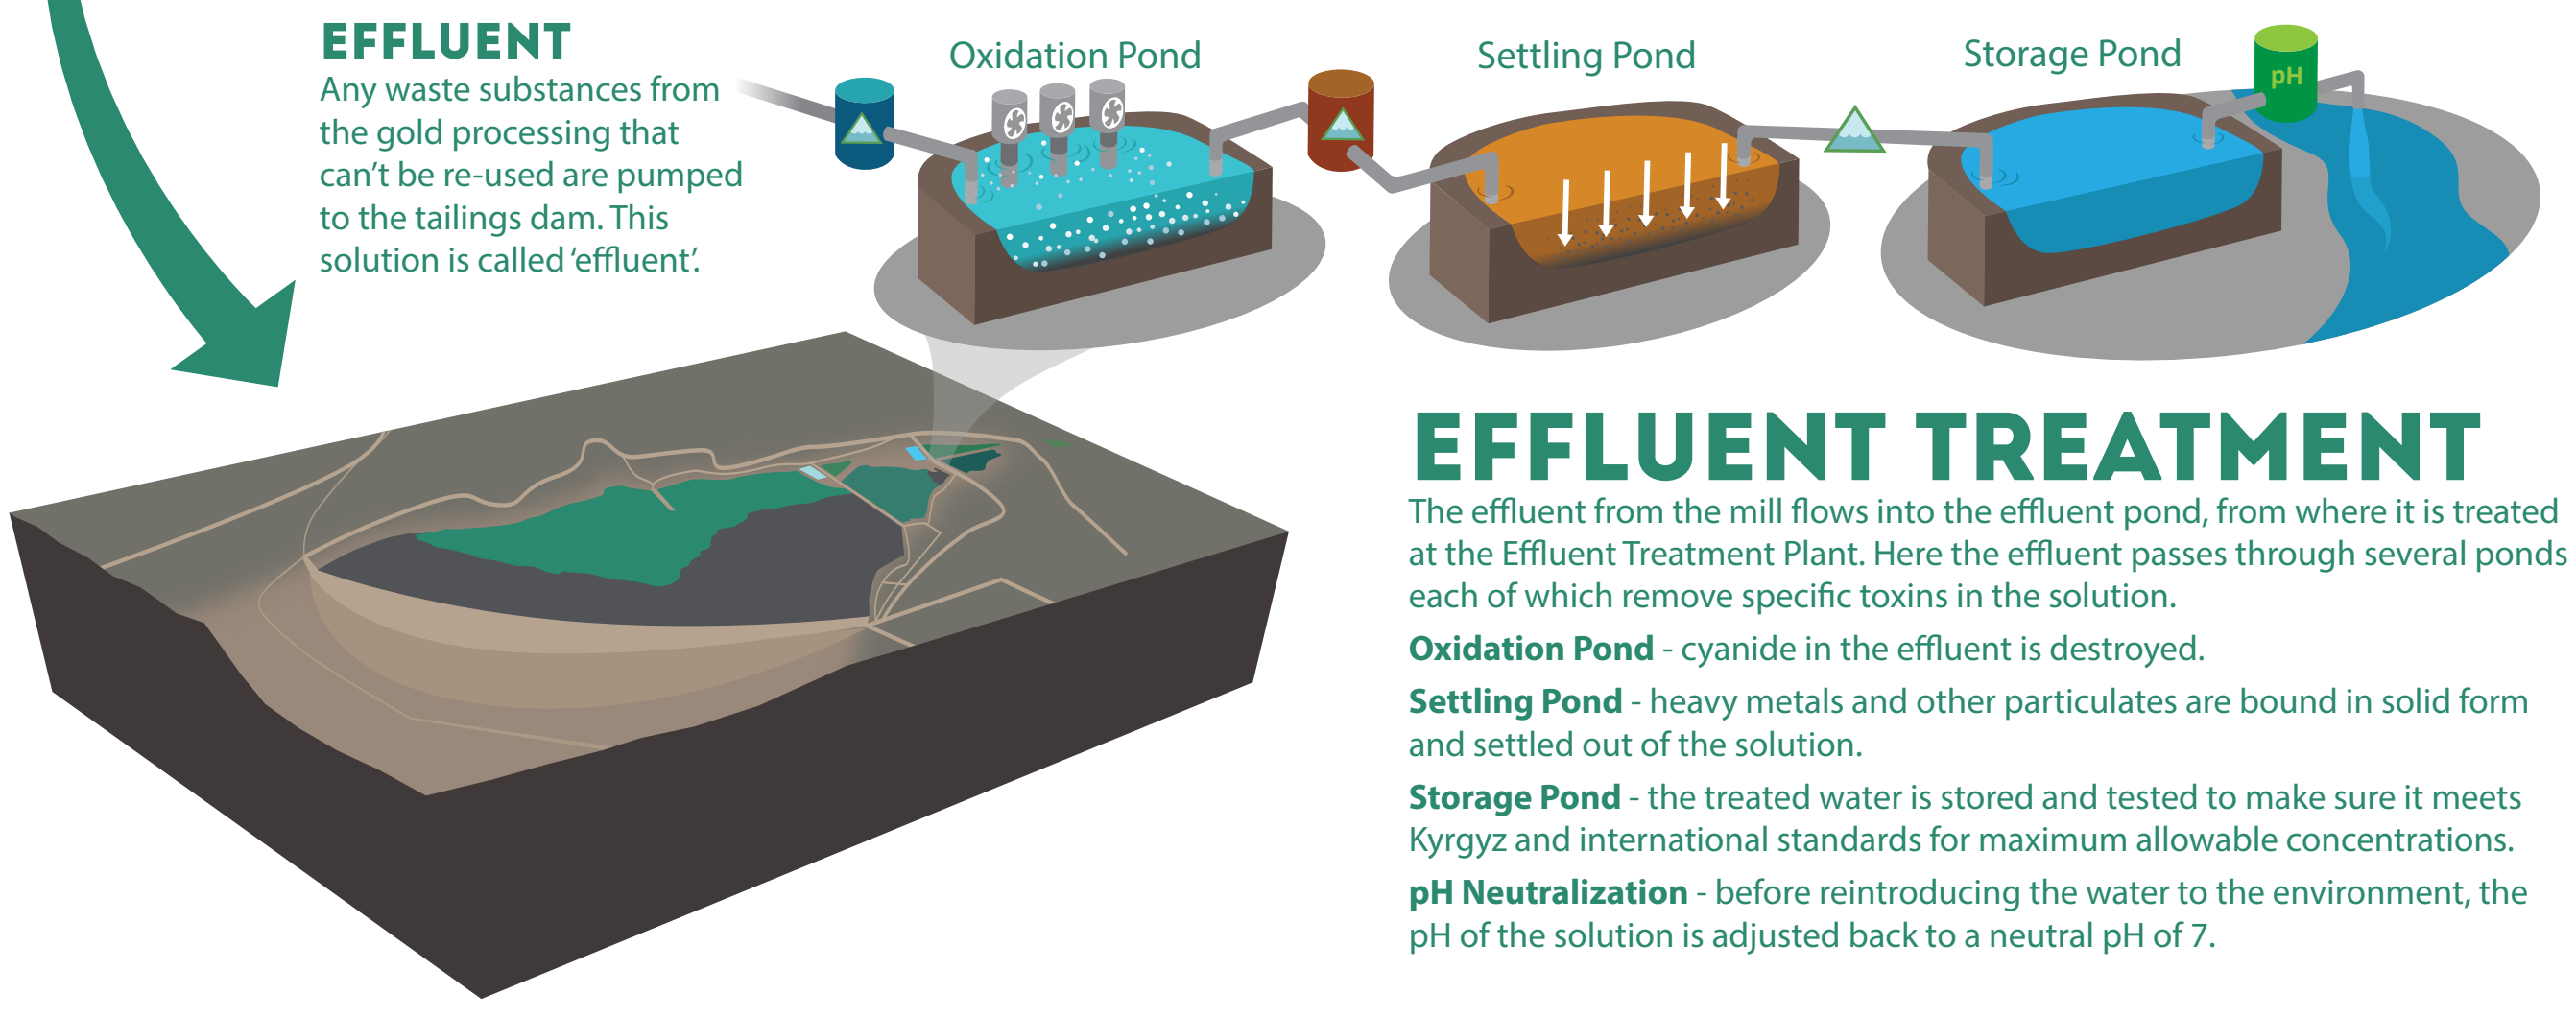 EFFLUENT
Any waste substances from
the gold processing that
can't be re-used are pumped
to the tailings dam. This
solution is called ‘effluent’.
Oxidation Pond
Settling Pond
Storage Pond
pH
EFFLUENT TREATMENT
The effluent from the mill flows into the effluent pond, from where it is treated
at the Effluent Treatment Plant. Here the effluent passes through several ponds
each of which remove specific toxins in the solution.
Oxidation Pond - cyanide in the effluent is destroyed.
Settling Pond - heavy metals and other particulates are bound in solid form
and settled out of the solution.
Storage Pond - the treated water is stored and tested to make sure it meets
Kyrgyz and international standards for maximum allowable concentrations.
pH Neutralization - before reintroducing the water to the environment, the
pH of the solution is adjusted back to a neutral pH of 7.